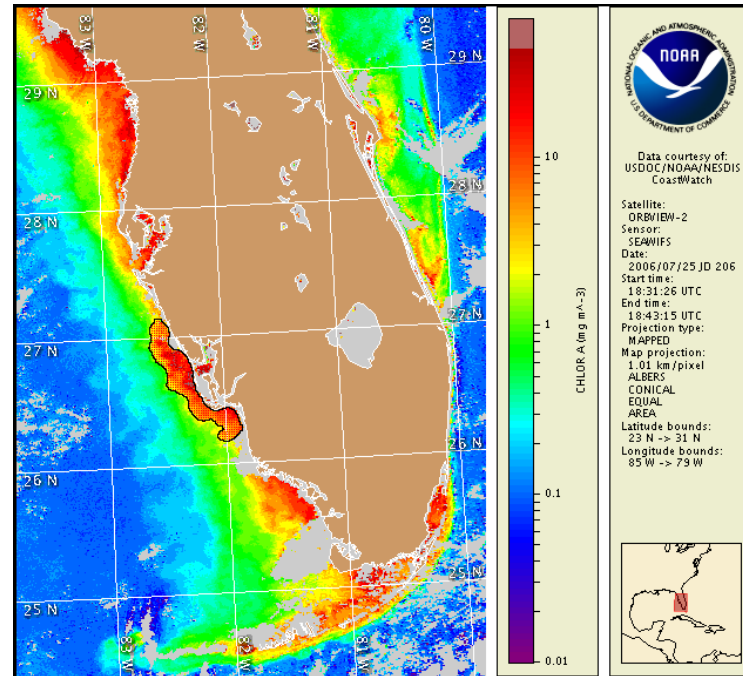 83 W
82 W
81 W
80 W
29 N
29 N
28 N
28 N
27 N
27 N
26 N
26 N
25 N
25 N
83 W
82 W
81 W
10
1
0.1
0.01
CHLOR A (mg m^-3)
NATIONAL OCEANIC AND ATMOSPHERIC ADMINISTRATION
NOAA
U.S. DEPARTMENT OF COMMERCE
Data courtesy of:
USDOC/NOAA/NESDIS
CoastWatch
Satellite:
ORBVIEW-2
Sensor:
SEAWIFS
Date:
2006/07/25 JD 206
Start time:
18:31:26 UTC
End time:
18:43:15 UTC
Projection type:
MAPPED
Map projection:
1.01 km/pixel
ALBERS
CONICAL
EQUAL
AREA
Latitude bounds:
23 N -> 31 N
Longitude bounds:
85 W -> 79 W